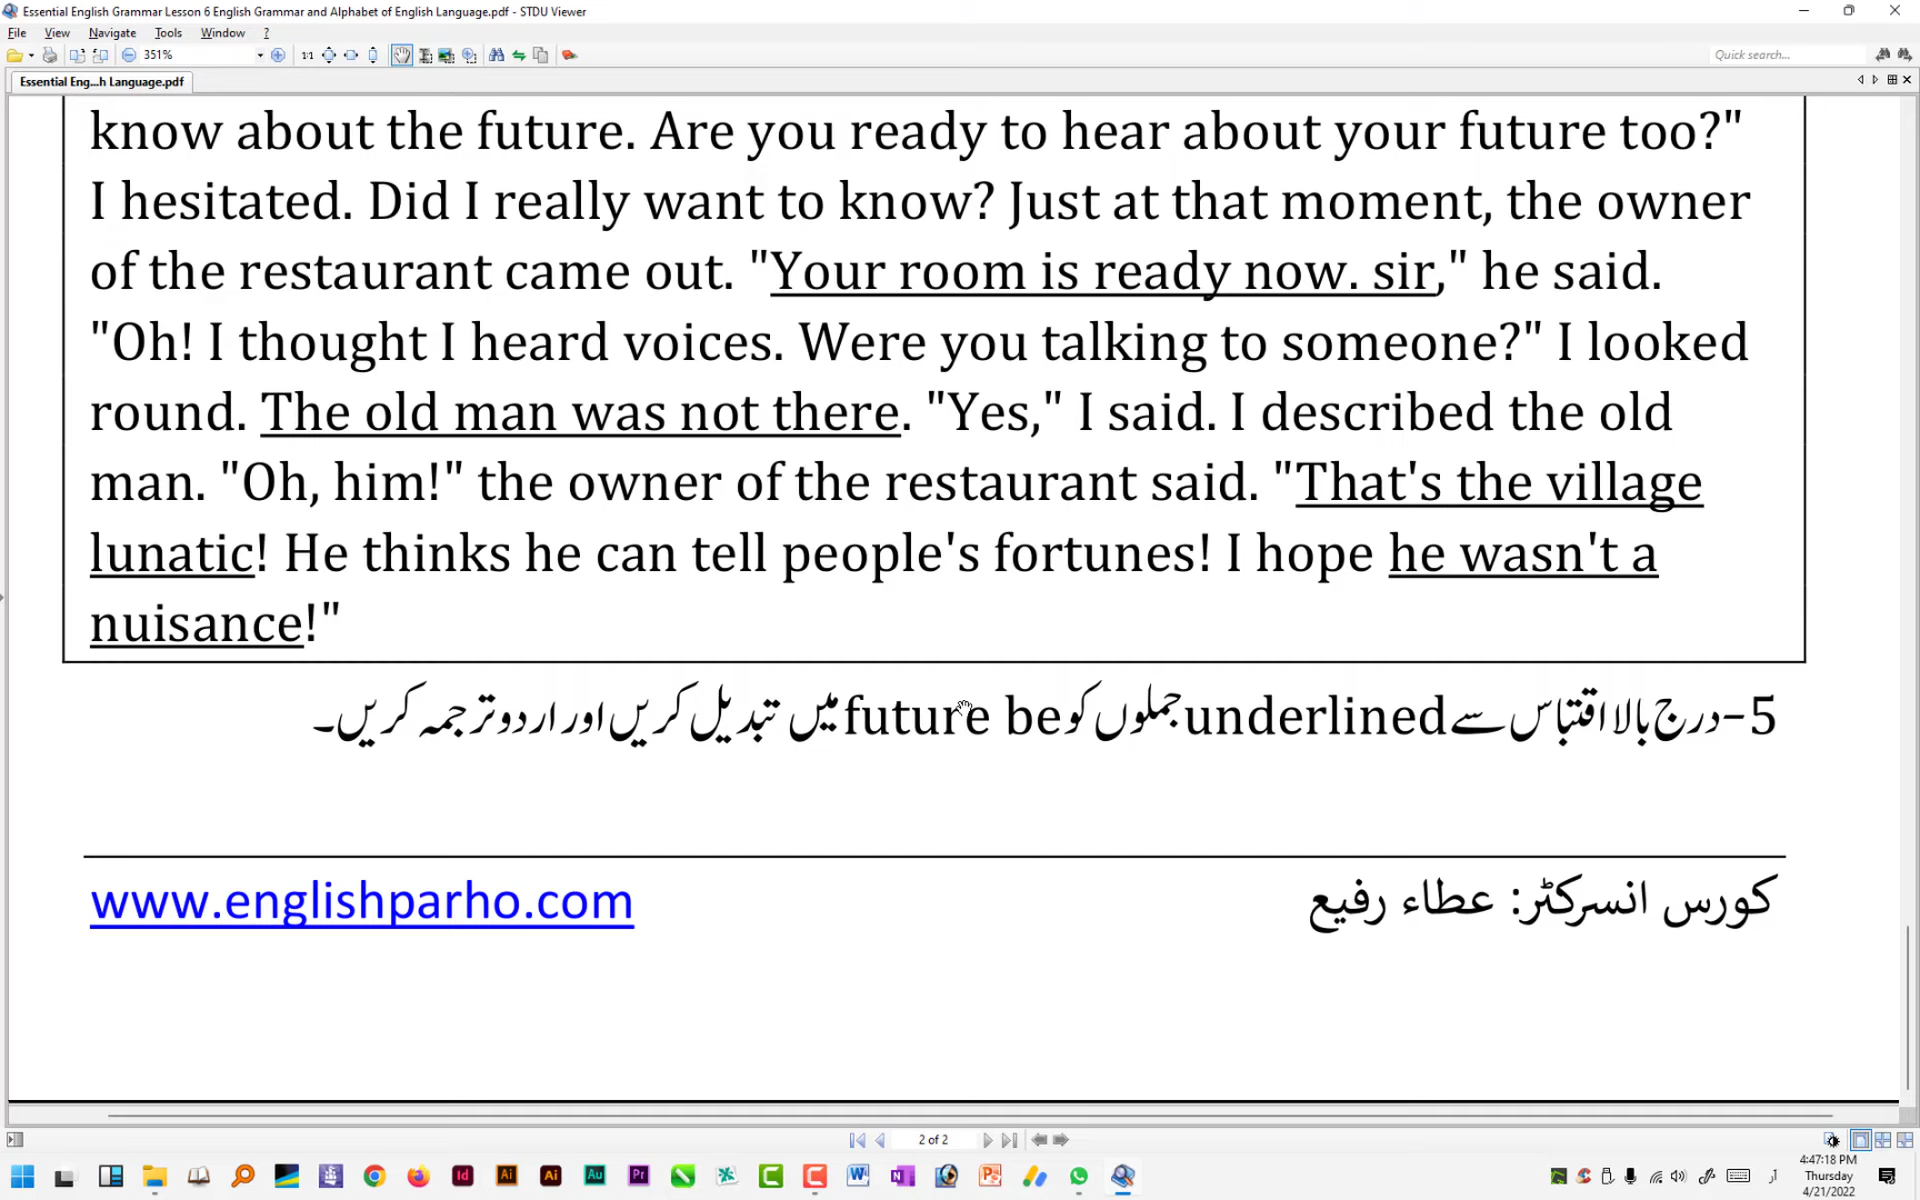 Essential English Grammar Lesson 6 English Grammar and Alphabet of English Language.pdf - STDU Viewer
File View Navigate Tools Window ?
351%
1:1
Quick search...
Essential Eng...h Language.pdf
know about the future. Are you ready to hear about your future too?"
I hesitated. Did I really want to know? Just at that moment, the owner
of the restaurant came out. "Your room is ready now. sir," he said.
"Oh! I thought I heard voices. Were you talking to someone?" I looked
round. The old man was not there. "Yes," I said. I described the old
man. "Oh, him!" the owner of the restaurant said. "That's the village
lunatic! He thinks he can tell people's fortunes! I hope he wasn't a
nuisance!"
5-درج بالا اقتباس سے underlined جملوں کو future be میں تبدیل کریں اور اردو ترجمہ کریں۔
www.englishparho.com
کورس انسرکٹر: عطاء رفیع
2 of 2
4:47:18 PM
Thursday
4/21/2022